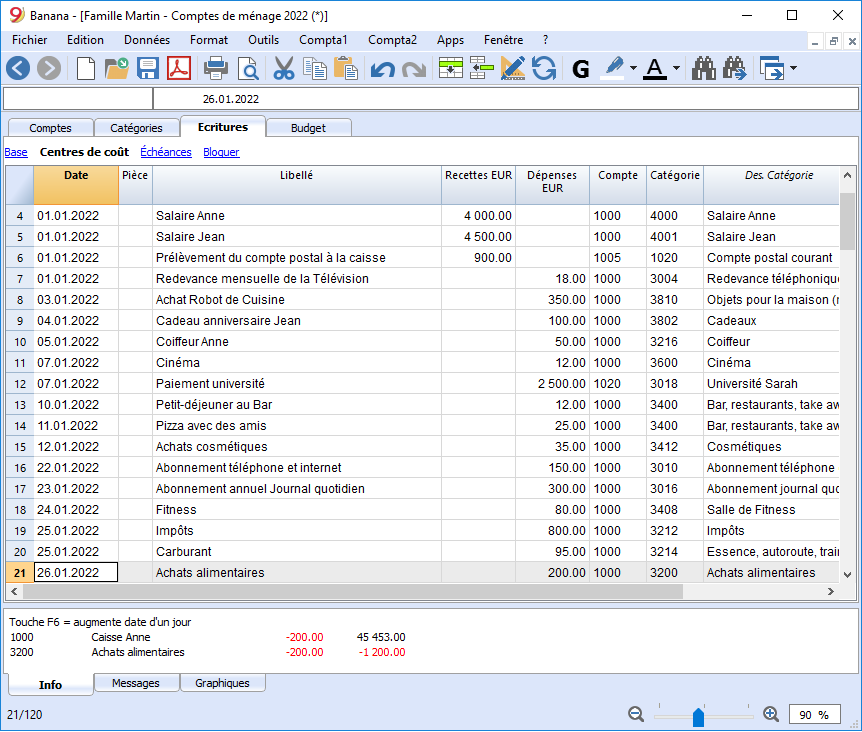 Banana - [Famille Martin - Comptes de ménage 2022 (*)]
Fichier Edition Données Format Outils Compta1 Compta2 Apps Fenêtre ?
G A
26.01.2022
Comptes Catégories Ecritures Budget
Base Centres de coût Échéances Bloquer
Date Pièce Libellé Recettes EUR Dépenses EUR Compte Catégorie Des. Catégorie
4 01.01.2022 Salaire Anne 4 000.00 1000 4000 Salaire Anne
5 01.01.2022 Salaire Jean 4 500.00 1000 4001 Salaire Jean
6 01.01.2022 Prélèvement du compte postal à la caisse 900.00 1005 1020 Compte postal courant
7 01.01.2022 Redevance mensuelle de la Télévision 18.00 1000 3004 Redevance téléphonique
8 03.01.2022 Achat Robot de Cuisine 350.00 1000 3810 Objets pour la maison (
9 04.01.2022 Cadeau anniversaire Jean 100.00 1000 3802 Cadeaux
10 05.01.2022 Coiffeur Anne 50.00 1000 3216 Coiffeur
11 07.01.2022 Cinéma 12.00 1000 3600 Cinéma
12 07.01.2022 Paiement université 2 500.00 1020 3018 Université Sarah
13 10.01.2022 Petit-déjeuner au Bar 12.00 1000 3400 Bar, restaurants, take aw
14 11.01.2022 Pizza avec des amis 25.00 1000 3400 Bar, restaurants, take aw
15 12.01.2022 Achats cosmétiques 35.00 1000 3412 Cosmétiques
16 22.01.2022 Abonnement téléphone et internet 150.00 1000 3010 Abonnement téléphone
17 23.01.2022 Abonnement annuel Journal quotidien 300.00 1000 3016 Abonnement journal quo
18 24.01.2022 Fitness 80.00 1000 3408 Salle de Fitness
19 25.01.2022 Impôts 800.00 1000 3212 Impôts
20 25.01.2022 Carburant 95.00 1000 3214 Essence, autoroute, train
21 26.01.2022 Achats alimentaires 200.00 1000 3200 Achats alimentaires
Touche F6 = augmente date d'un jour
1000 Caisse Anne -200.00 45 453.00
3200 Achats alimentaires -200.00 -1 200.00
Info Messages Graphiques
21/120 90 %